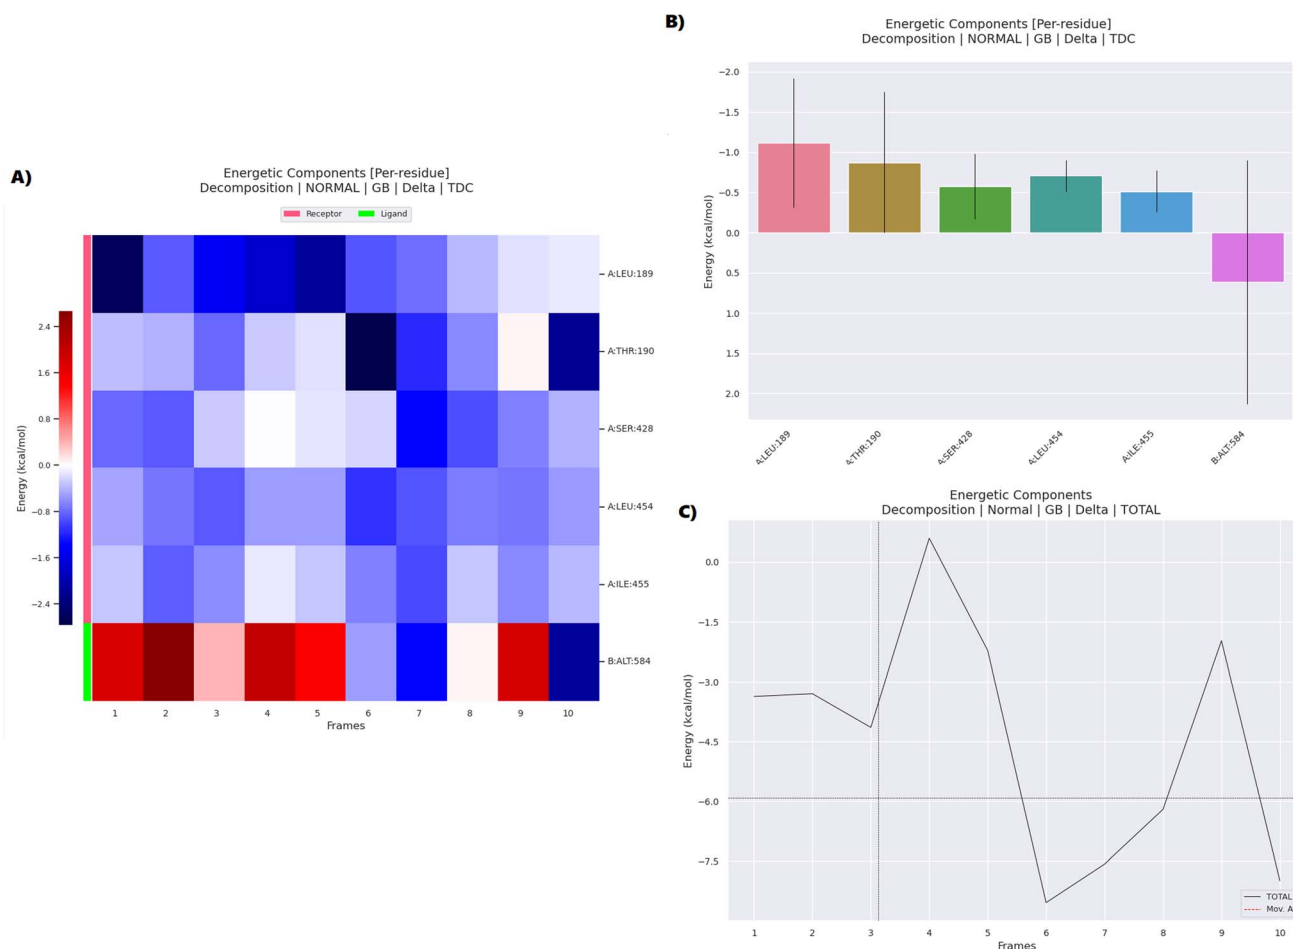 A)
Energetic Components [Per-residue]
Decomposition | NORMAL | GB | Delta | TDC
Receptor Ligand
Energy (kcal/mol)
2.4
1.6
0.8
0.0
−0.8
−1.6
−2.4
A:LEU:189
A:THR:190
A:SER:428
A:LEU:454
A:ILE:455
B:ALT:584
1 2 3 4 5 6 7 8 9 10
Frames
B)
Energetic Components [Per-residue]
Decomposition | NORMAL | GB | Delta | TDC
Energy (kcal/mol)
−2.0
−1.5
−1.0
−0.5
0.0
0.5
1.0
1.5
2.0
A:LEU:189
A:THR:190
A:SER:428
A:LEU:454
A:ILE:455
B:ALT:584
C)
Energetic Components
Decomposition | Normal | GB | Delta | TOTAL
Energy (kcal/mol)
0.0
−1.5
−3.0
−4.5
−6.0
−7.5
TOTAL
Mov. A
1 2 3 4 5 6 7 8 9 10
Frames